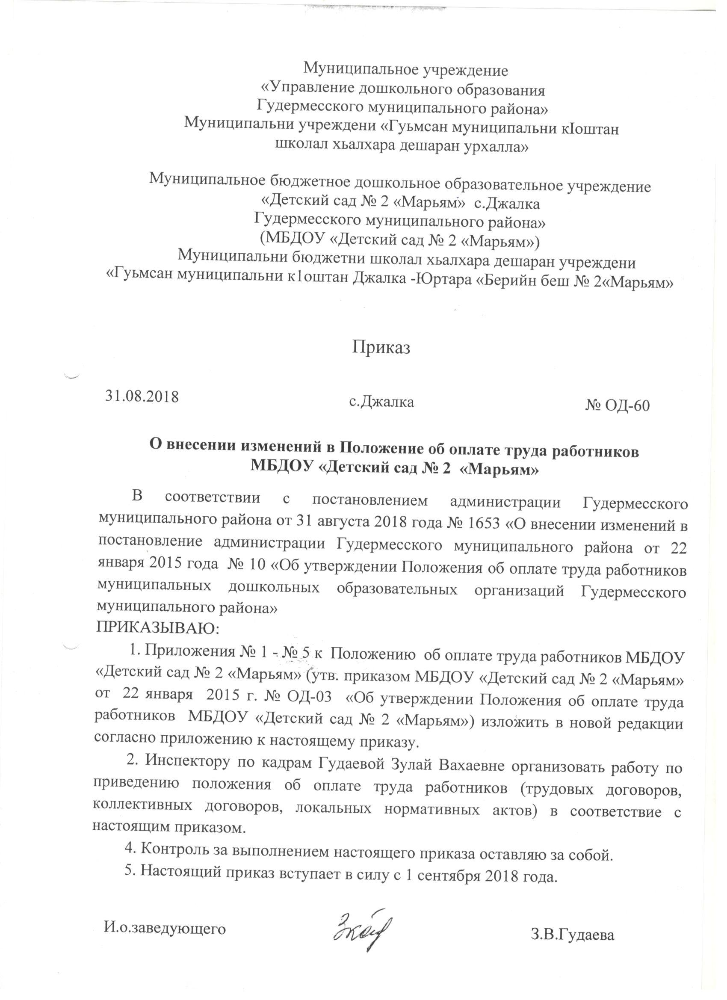 Муниципальное учреждение
«Управление дошкольного образования
Гудермесского муниципального района»
Муниципальни учреждени «Гуьмсан муниципальни кІоштан
школал хьалхара дешаран урхалла»
Муниципальное бюджетное дошкольное образовательное учреждение
«Детский сад № 2 «Марьям» с.Джалка
Гудермесского муниципального района»
(МБДОУ «Детский сад № 2 «Марьям»)
Муниципальни бюджетни школал хьалхара дешаран учреждени
«Гуьмсан муниципальни к1оштан Джалка -Юртара «Берийн беш № 2«Марьям»
Приказ
31.08.2018 с.Джалка № ОД-60
О внесении изменений в Положение об оплате труда работников
МБДОУ «Детский сад № 2 «Марьям»
В соответствии с постановлением администрации Гудермесского
муниципального района от 31 августа 2018 года № 1653 «О внесении изменений в
постановление администрации Гудермесского муниципального района от 22
января 2015 года № 10 «Об утверждении Положения об оплате труда работников
муниципальных дошкольных образовательных организаций Гудермесского
муниципального района»
ПРИКАЗЫВАЮ:
1. Приложения № 1 - № 5 к Положению об оплате труда работников МБДОУ
«Детский сад № 2 «Марьям» (утв. приказом МБДОУ «Детский сад № 2 «Марьям»
от 22 января 2015 г. № ОД-03 «Об утверждении Положения об оплате труда
работников МБДОУ «Детский сад № 2 «Марьям») изложить в новой редакции
согласно приложению к настоящему приказу.
2. Инспектору по кадрам Гудаевой Зулай Вахаевне организовать работу по
приведению положения об оплате труда работников (трудовых договоров,
коллективных договоров, локальных нормативных актов) в соответствие с
настоящим приказом.
4. Контроль за выполнением настоящего приказа оставляю за собой.
5. Настоящий приказ вступает в силу с 1 сентября 2018 года.
И.о.заведующего З.В.Гудаева